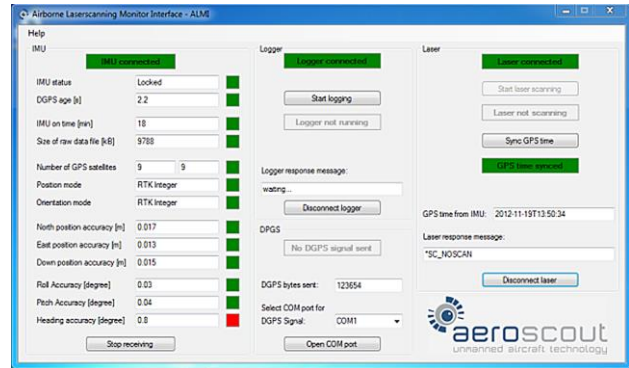 Airborne Laserscanning Monitor Interface - ALMI
Help
IMU
IMU connected
IMU status Locked
DGPS age [s] 2.2
IMU on time [min] 18
Size of raw data file [kB] 9788
Number of GPS satellites 9 9
Position mode RTK Integer
Orientation mode RTK Integer
North position accuracy [m] 0.017
East position accuracy [m] 0.013
Down position accuracy [m] 0.015
Roll Accuracy [degree] 0.03
Pitch Accuracy [degree] 0.04
Heading accuracy [degree] 0.8
Stop receiving
Logger
Logger connected
Start logging
Logger not running
Logger response message:
waiting...
Disconnect logger
DPGS
No DGPS signal sent
DGPS bytes sent: 123654
Select COM port for
DGPS Signal: COM1
Open COM port
Laser
Laser connected
Start laser scanning
Laser not scanning
Sync GPS time
GPS time synced
GPS time from IMU: 2012-11-19T13:50:34
Laser response message:
*SC_NOSCAN
Disconnect laser
aeroscout
unmanned aircraft technology